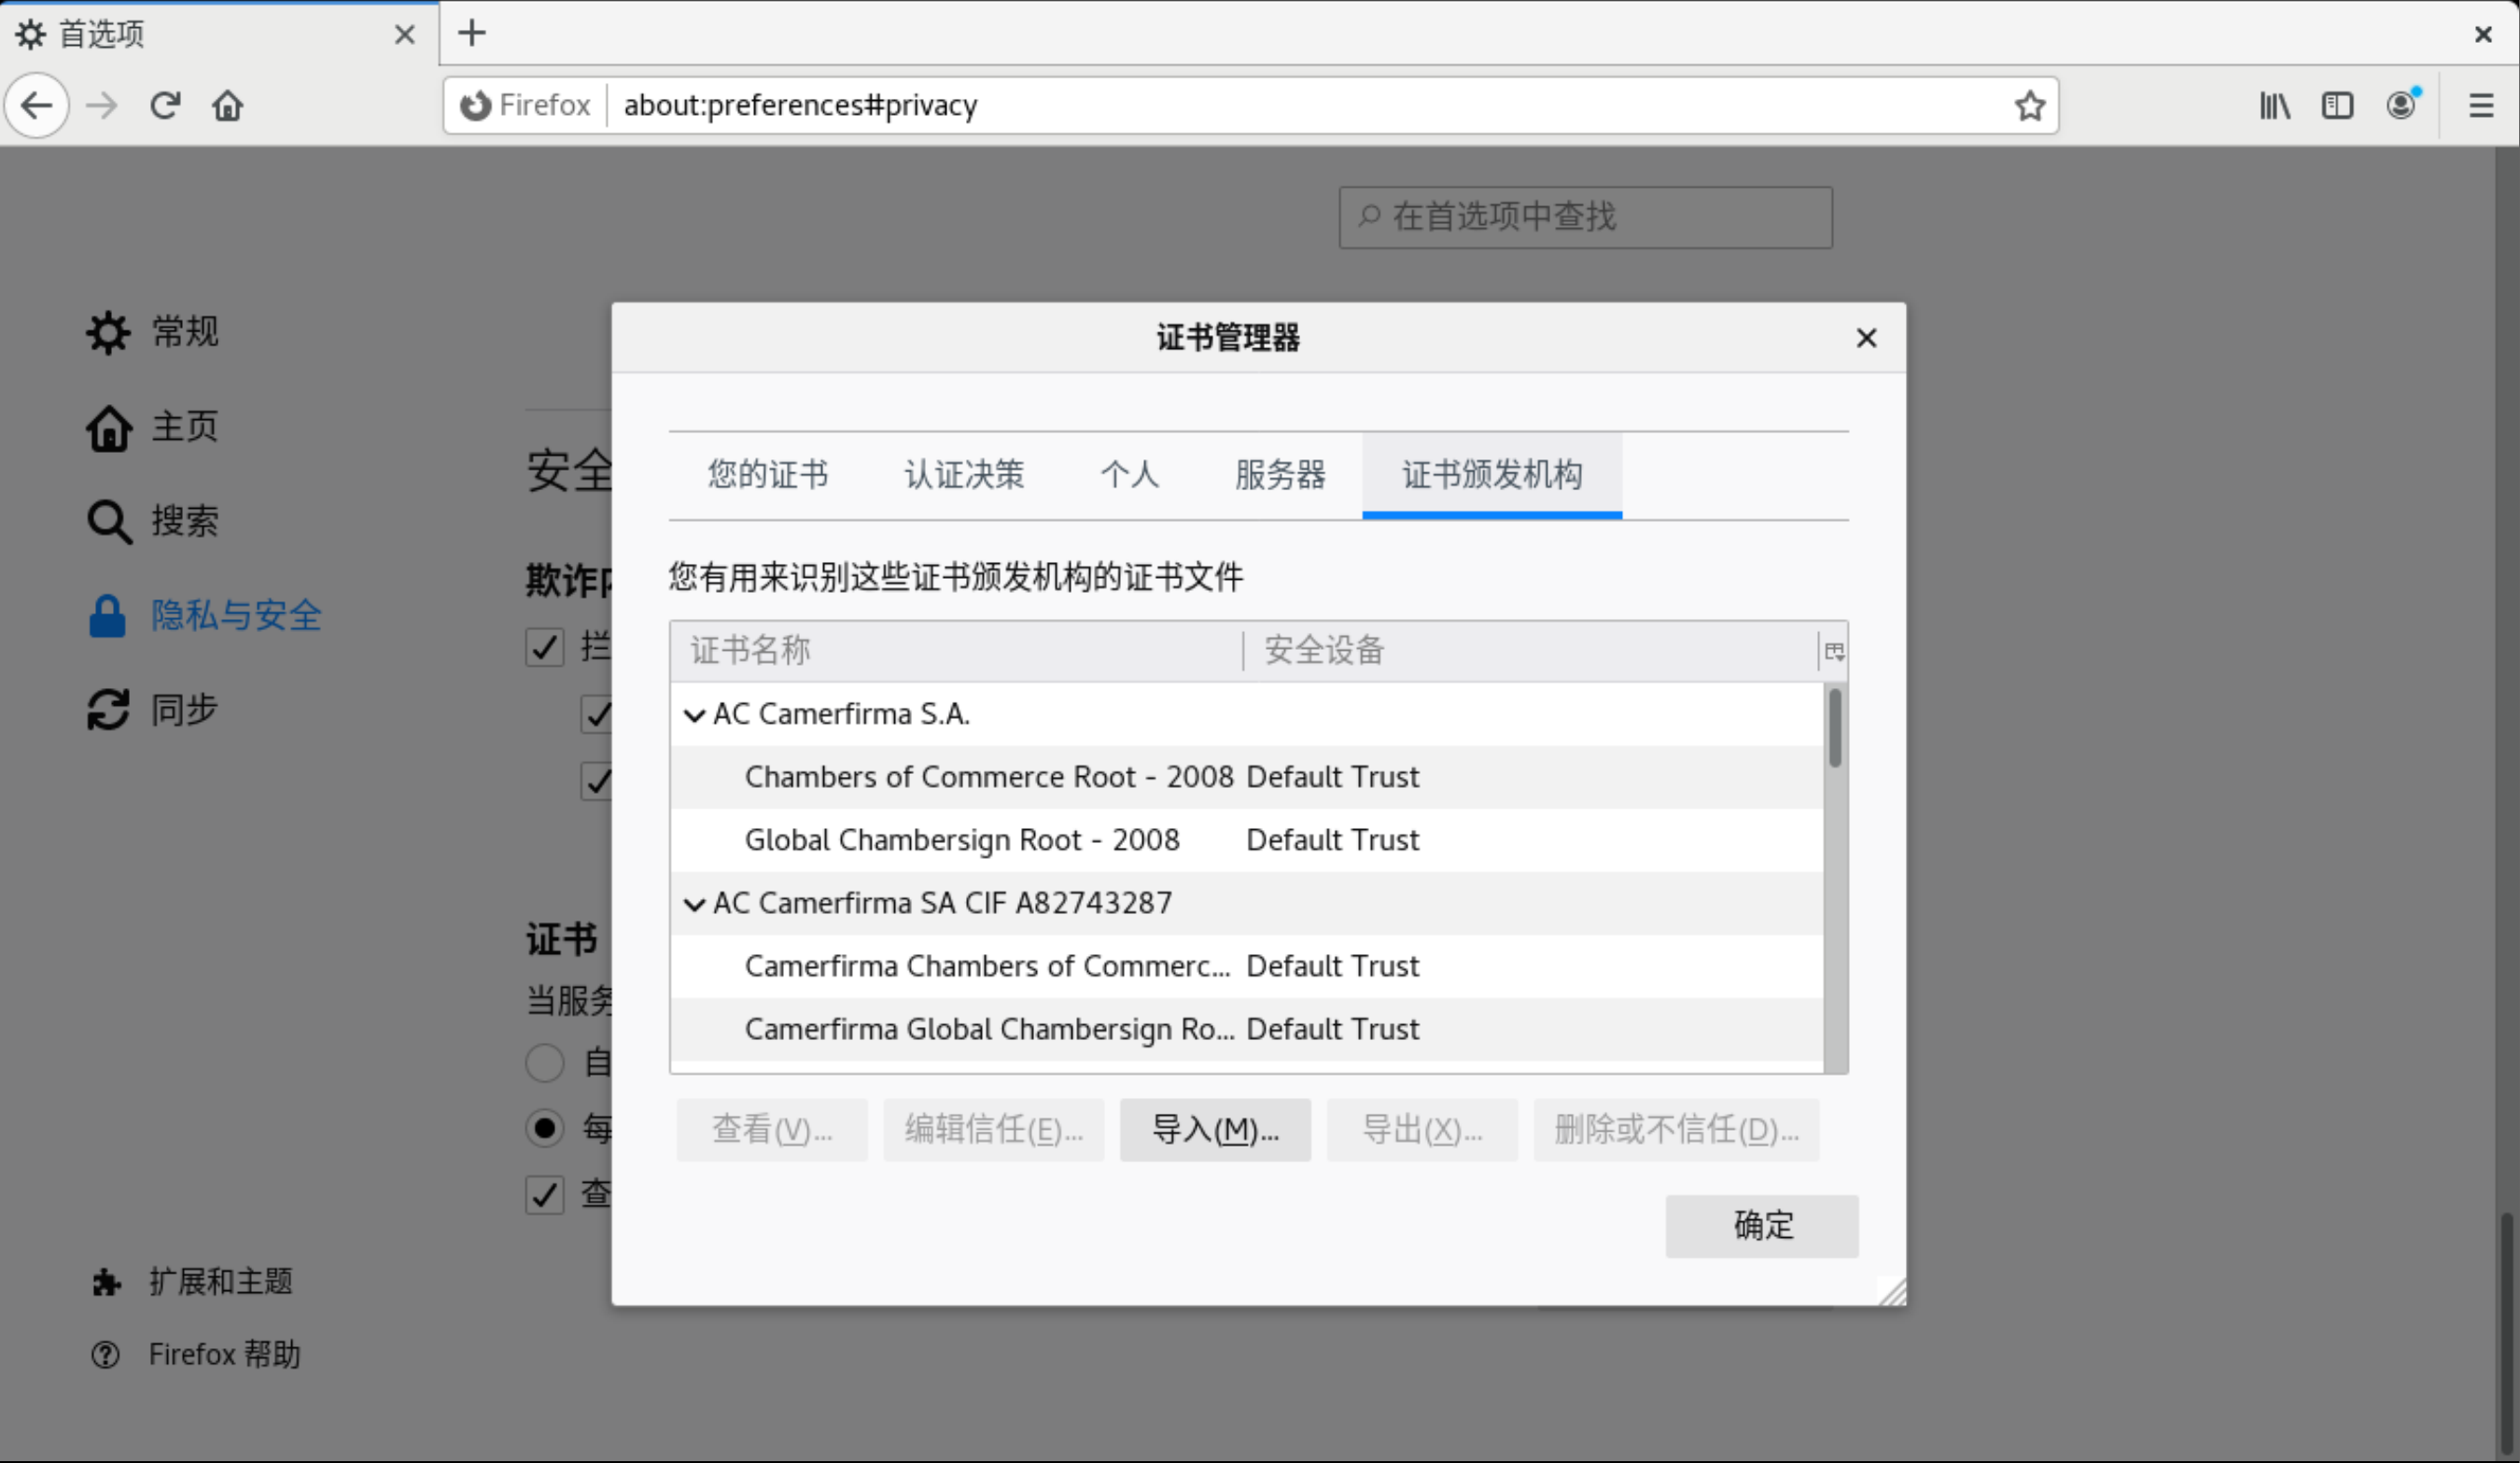 首选项
Firefox about:preferences#privacy
在首选项中查找
常规
主页
搜索
隐私与安全
同步
扩展和主题
Firefox 帮助
安全
欺诈
拦
证书
当服务
自
每
查
证书管理器
您的证书 认证决策 个人 服务器 证书颁发机构
您有用来识别这些证书颁发机构的证书文件
证书名称 安全设备
AC Camerfirma S.A.
Chambers of Commerce Root - 2008 Default Trust
Global Chambersign Root - 2008 Default Trust
AC Camerfirma SA CIF A82743287
Camerfirma Chambers of Commerc... Default Trust
Camerfirma Global Chambersign Ro... Default Trust
查看(V)... 编辑信任(E)... 导入(M)... 导出(X)... 删除或不信任(D)...
确定